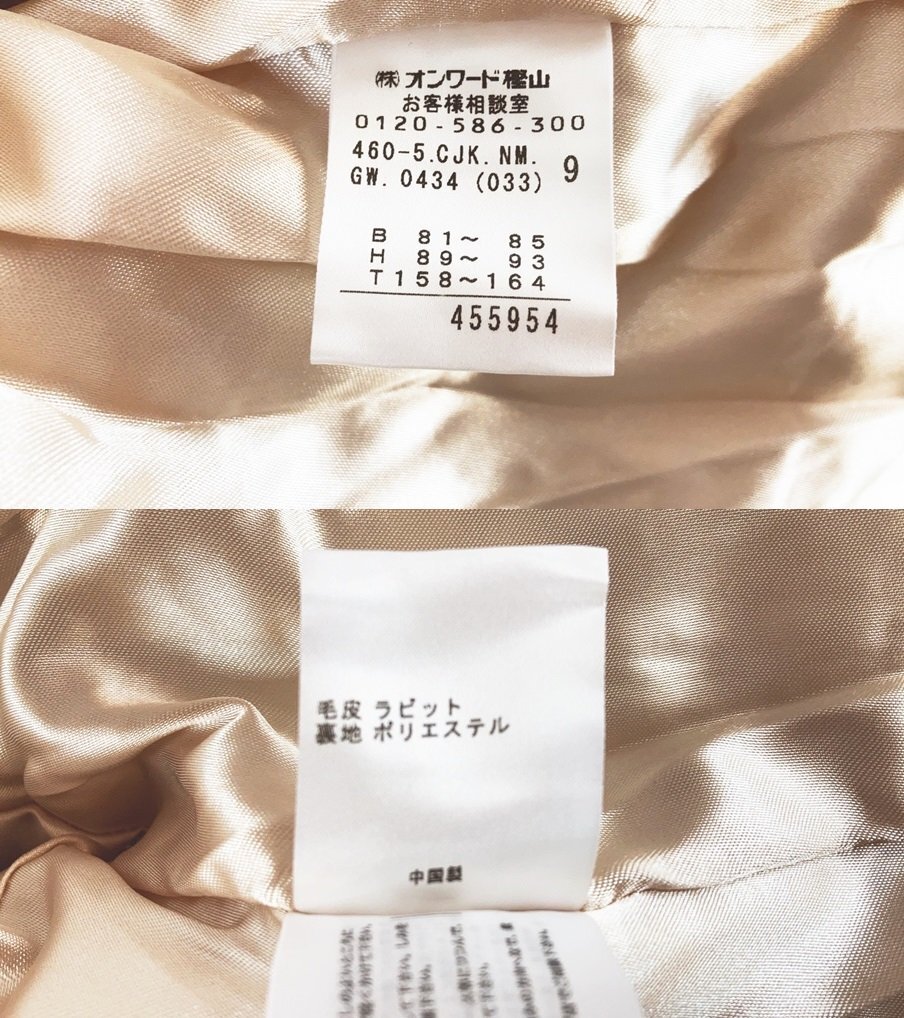 ㈱オンワード樫山
お客様相談室
0120-586-300
460-5.CJK.NM.
9
GW.0434 (033)
B 81〜 85
H 89〜 93
T158〜164
455954
毛皮 ラビット
裏地 ポリエステル
中国製